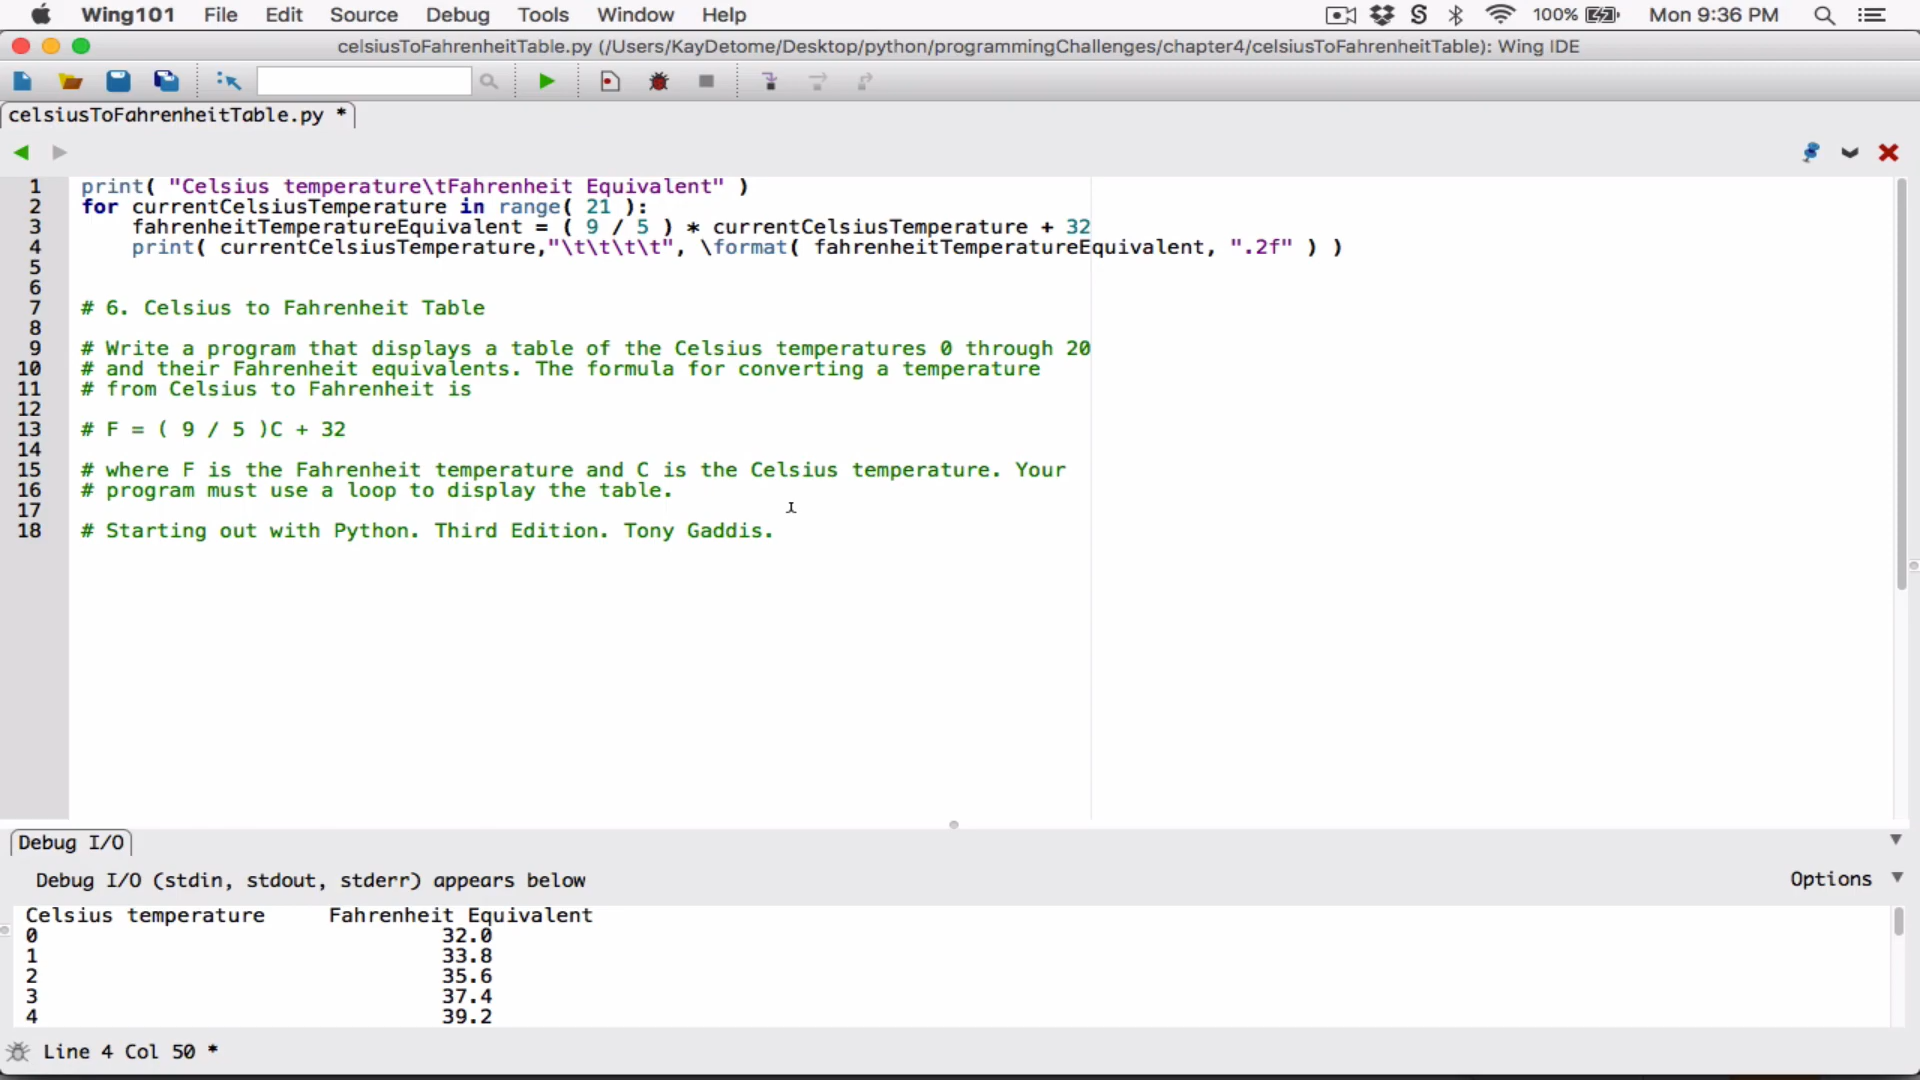 Wing101 File Edit Source Debug Tools Window Help 100% Mon 9:36 PM
celsiusToFahrenheitTable.py (/Users/KayDetome/Desktop/python/programmingChallenges/chapter4/celsiusToFahrenheitTable): Wing IDE
celsiusToFahrenheitTable.py *
1 print( "Celsius temperature\tFahrenheit Equivalent" )
2 for currentCelsiusTemperature in range( 21 ):
3 fahrenheitTemperatureEquivalent = ( 9 / 5 ) * currentCelsiusTemperature + 32
4 print( currentCelsiusTemperature,"\t\t\t\t", \format( fahrenheitTemperatureEquivalent, ".2f" ) )
5
6
7 # 6. Celsius to Fahrenheit Table
8
9 # Write a program that displays a table of the Celsius temperatures 0 through 20
10 # and their Fahrenheit equivalents. The formula for converting a temperature
11 # from Celsius to Fahrenheit is
12
13 # F = ( 9 / 5 )C + 32
14
15 # where F is the Fahrenheit temperature and C is the Celsius temperature. Your
16 # program must use a loop to display the table.
17
18 # Starting out with Python. Third Edition. Tony Gaddis.
Debug I/O
Debug I/O (stdin, stdout, stderr) appears below Options
Celsius temperature Fahrenheit Equivalent
0 32.0
1 33.8
2 35.6
3 37.4
4 39.2
Line 4 Col 50 *